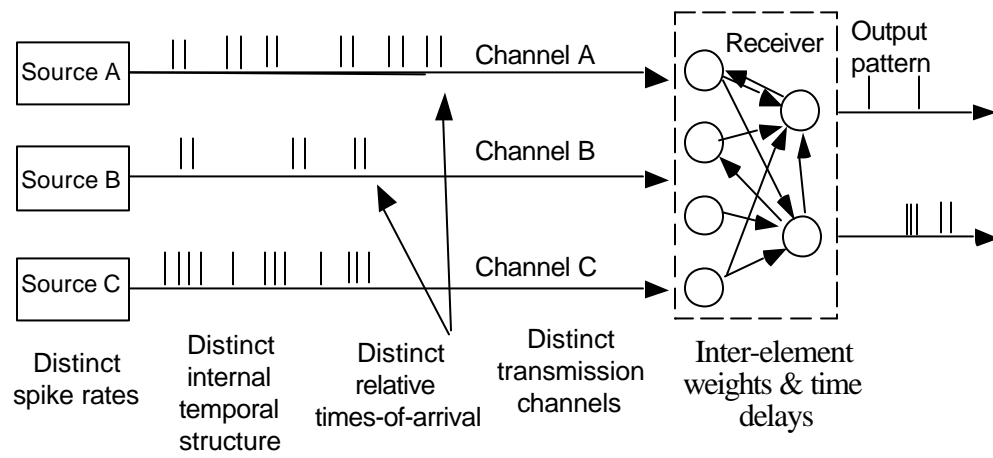 Source A
Channel A
Receiver
Output
pattern
Source B
Channel B
Source C
Channel C
Distinct
spike rates
Distinct
internal
temporal
structure
Distinct
relative
times-of-arrival
Distinct
transmission
channels
Inter-element
weights & time
delays